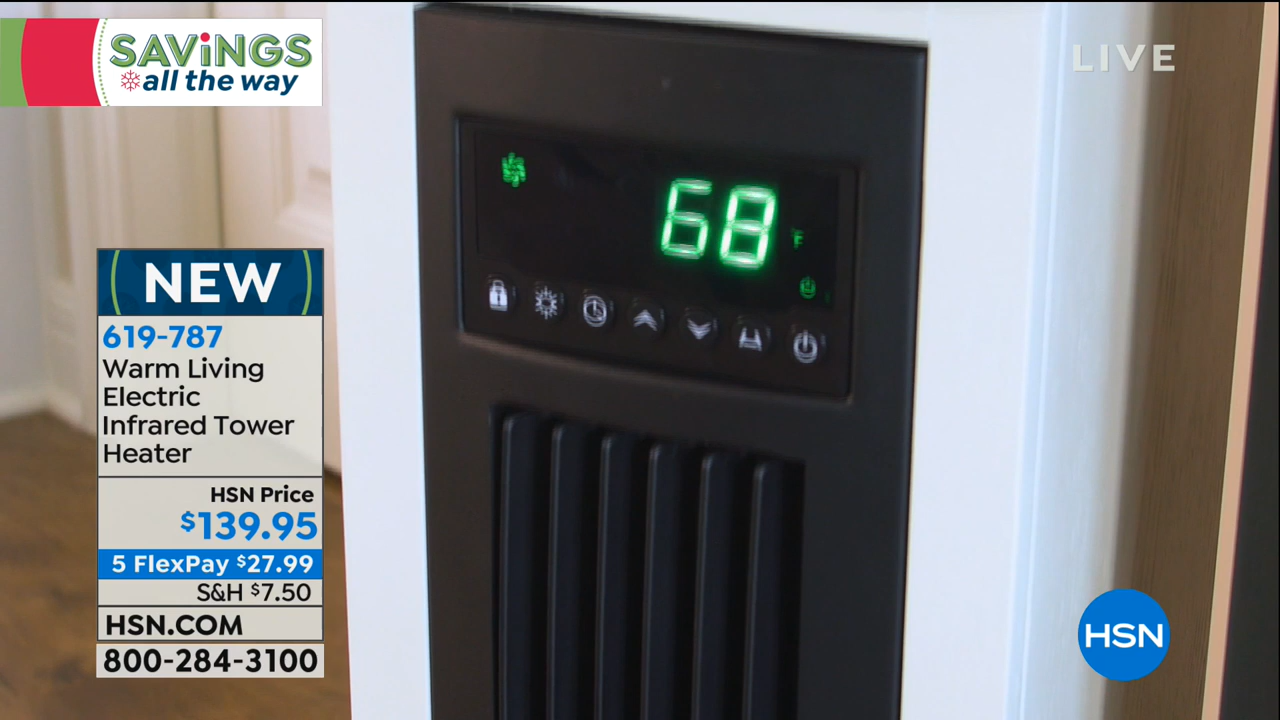 SAVINGS
all the way
LIVE
68
F
NEW
619-787
Warm Living
Electric
Infrared Tower
Heater
HSN Price
$139.95
5 FlexPay $27.99
S&H $7.50
HSN.COM
800-284-3100
HSN